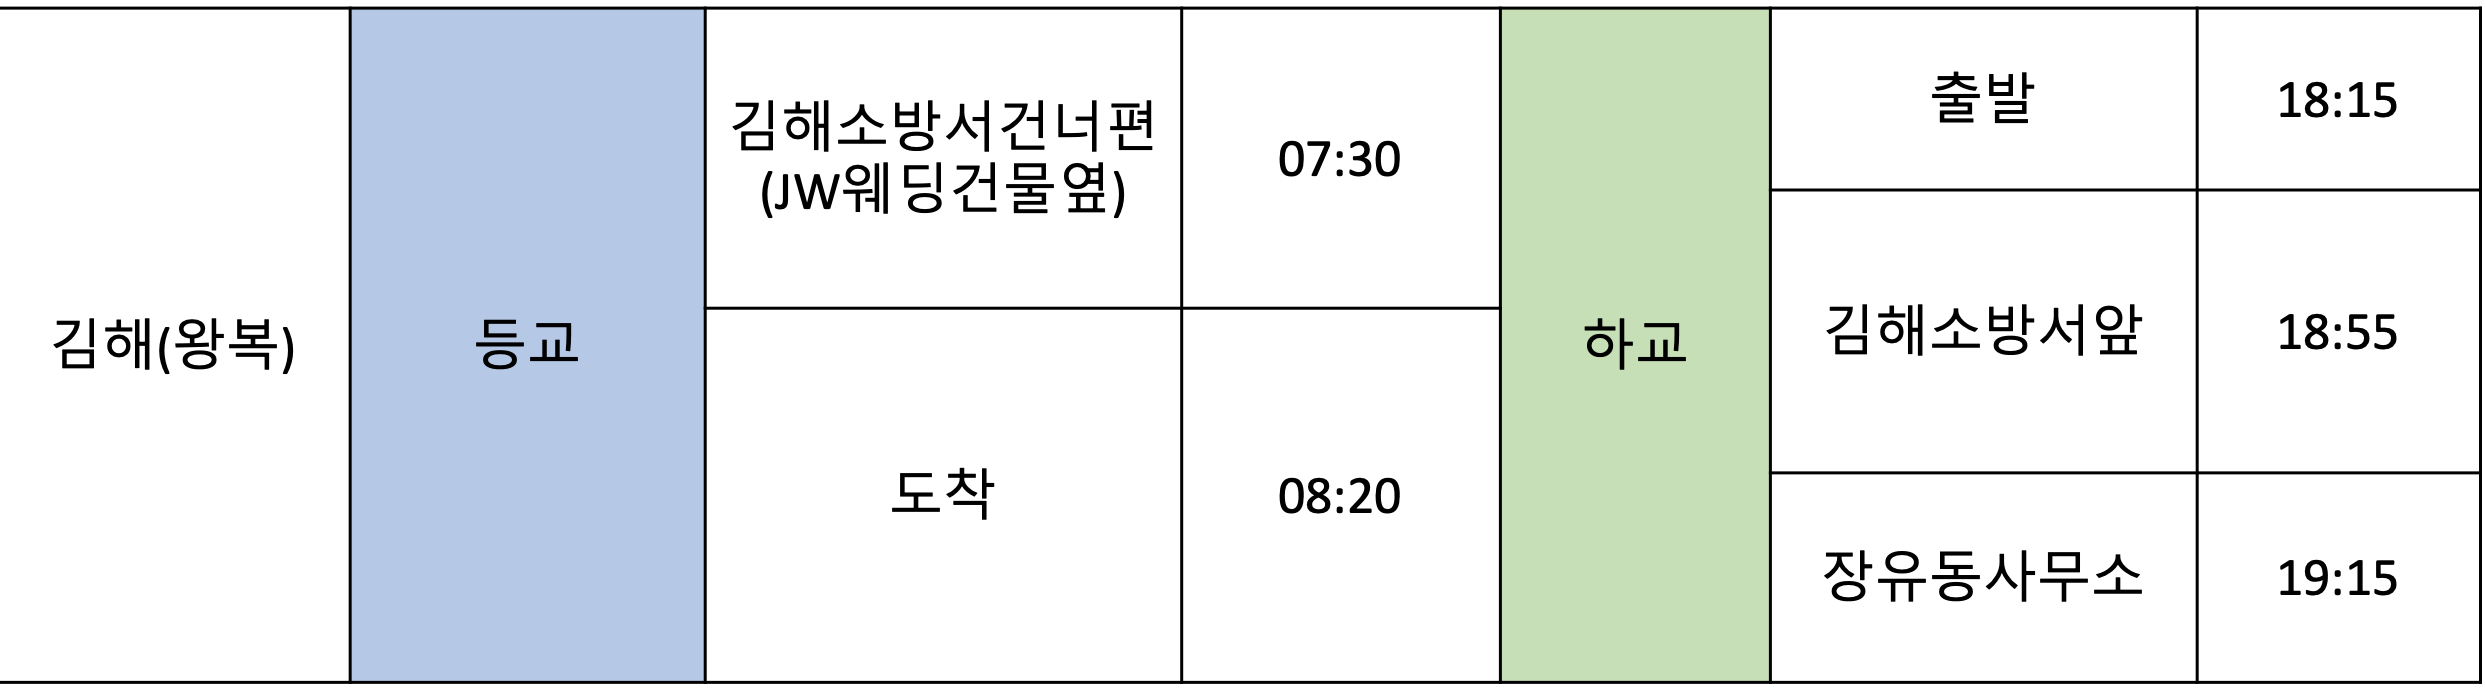 김해(왕복)
등교
김해소방서건너편
(JW웨딩건물옆)
07:30
도착
08:20
하교
출발
18:15
김해소방서앞
18:55
장유동사무소
19:15